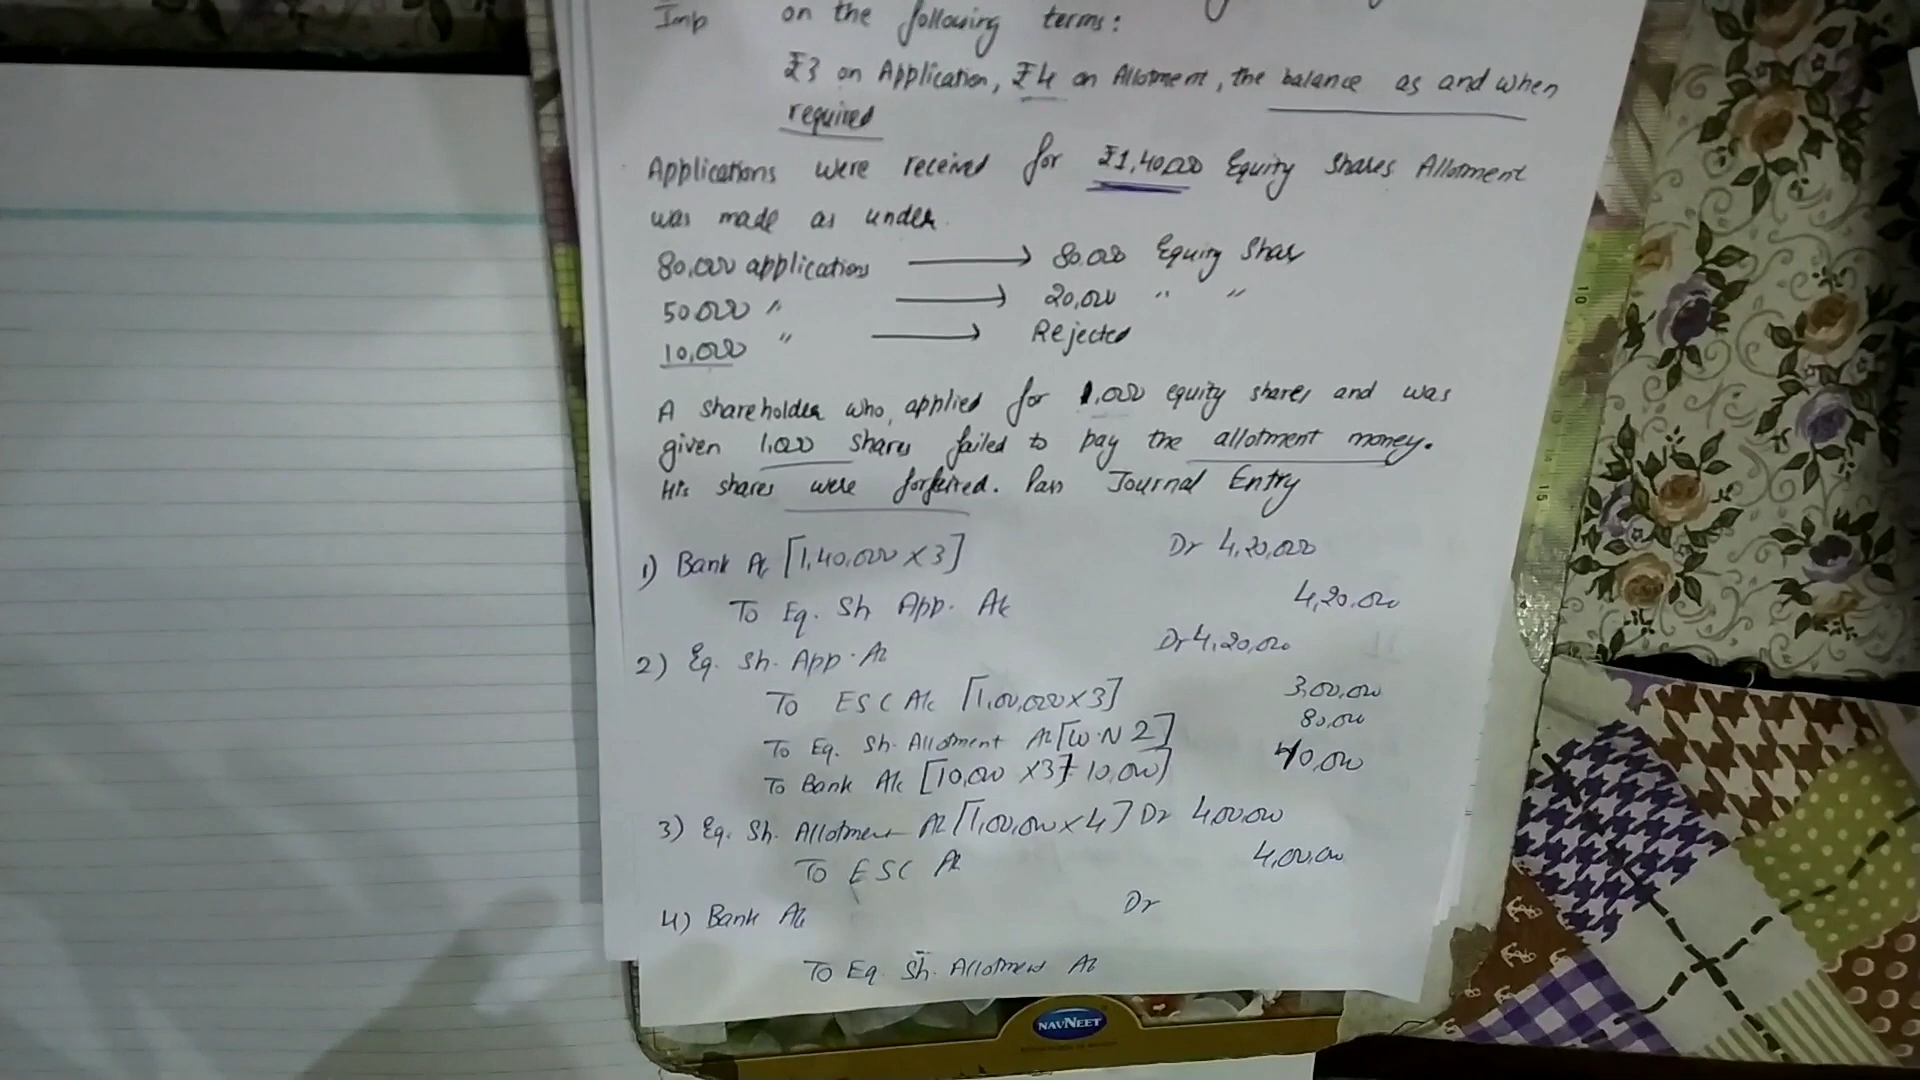 Imp on the following terms:
₹3 on Application, ₹4 on Allotment, the balance as and when
required
Applications were received for ₹1,40,000 Equity Shares Allotment
was made as under.
80,000 applications → 80,000 Equity Shar
50,000 " → 20,000 " "
10,000 " → Rejected
A shareholder who applied for 1,000 equity shares and was
given 1,000 shares failed to pay the allotment money.
His shares were forfeited. Pass Journal Entry
1) Bank A/c [1,40,000 × 3] Dr 4,20,000
To Eq. Sh App. A/c 4,20,000
2) Eq. Sh. App. A/c Dr 4,20,000
To ESC A/c [1,00,000 × 3] 3,00,000
To Eq. Sh. Allotment A/c [W.N 2] 80,000
To Bank A/c [10,000 × 3] + 10,000] 40,000
3) Eq. Sh. Allotment A/c [1,00,000 × 4] Dr 4,00,000
To ESC A/c 4,00,000
4) Bank A/c Dr
To Eq. Sh. Allotment A/c
NAVNEET
10
15